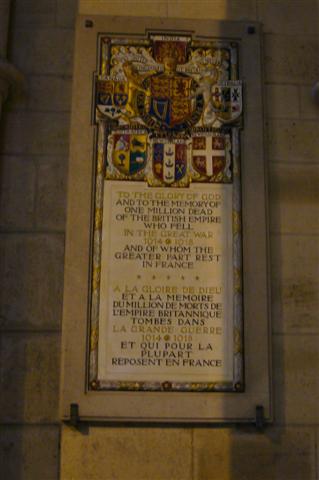 INDIA
TO THE GLORY OF GOD
AND TO THE MEMORY OF
ONE MILLION DEAD
OF THE BRITISH EMPIRE
WHO FELL
IN THE GREAT WAR
1914 1918
AND OF WHOM THE
GREATER PART REST
IN FRANCE
A LA GLOIRE DE DIEU
ET A LA MEMOIRE
DU MILLION DE MORTS DE
L'EMPIRE BRITANNIQUE
TOMBES DANS
LA GRANDE GUERRE
1914 1918
ET QUI POUR LA
PLUPART
REPOSENT EN FRANCE